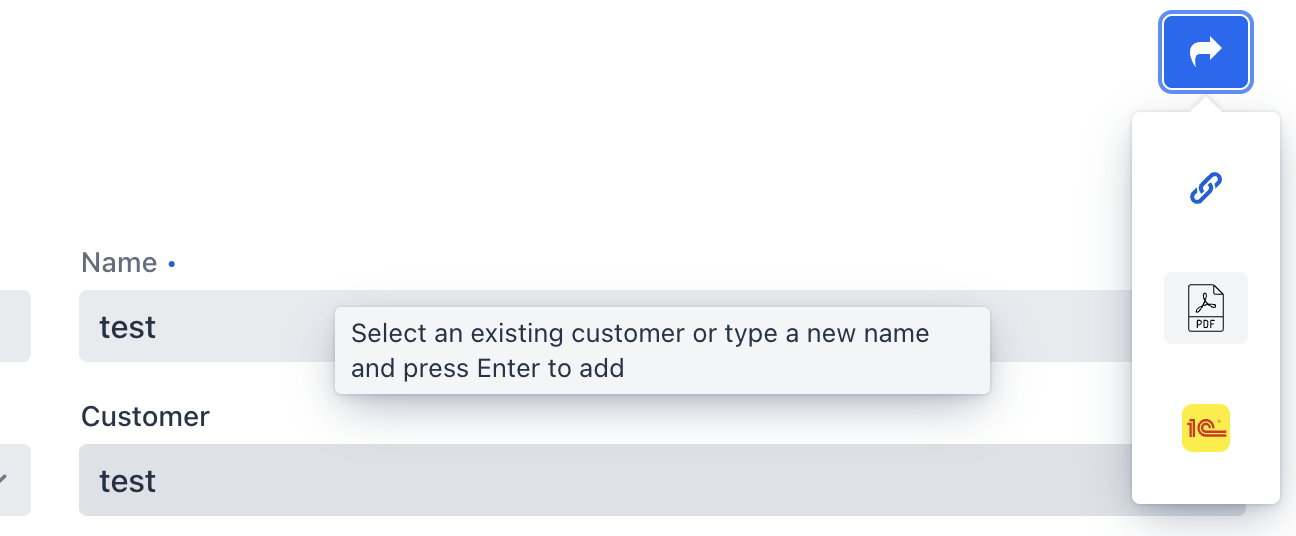 Name
test
Select an existing customer or type a new name
and press Enter to add
Customer
test
PDF
1C